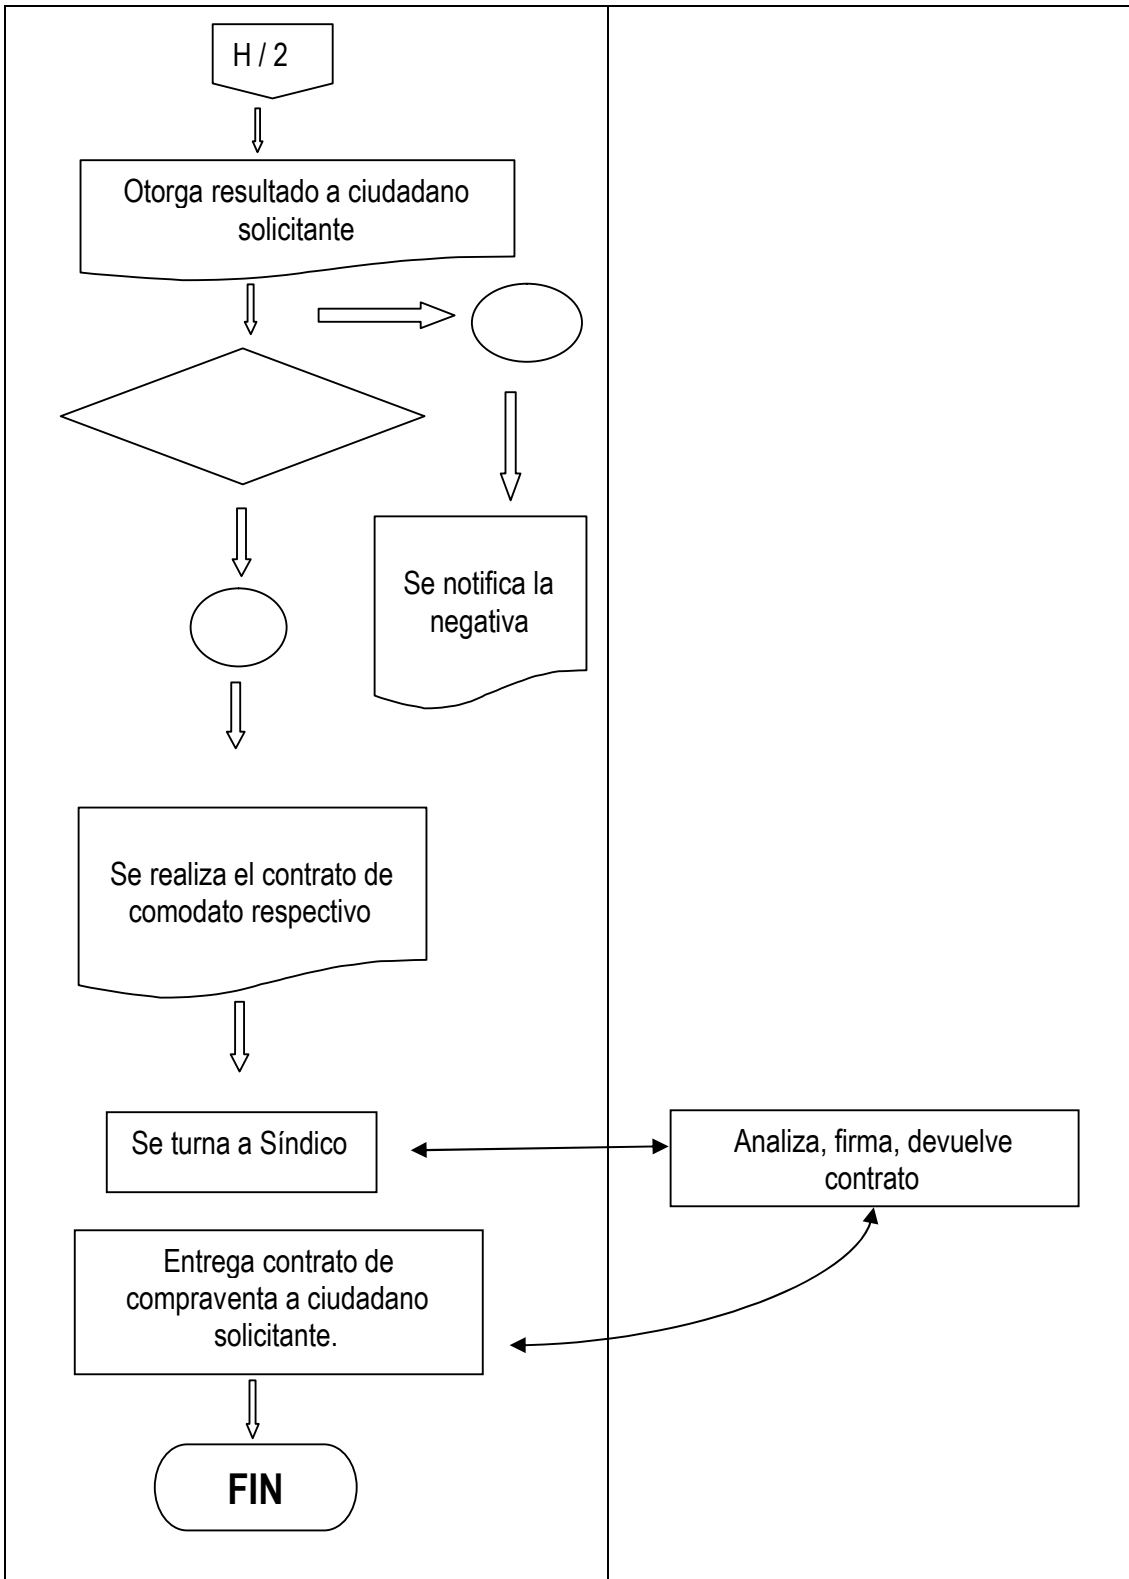 H / 2
Otorga resultado a ciudadano
solicitante
Se notifica la
negativa
Se realiza el contrato de
comodato respectivo
Se turna a Síndico
Analiza, firma, devuelve
contrato
Entrega contrato de
compraventa a ciudadano
solicitante.
FIN